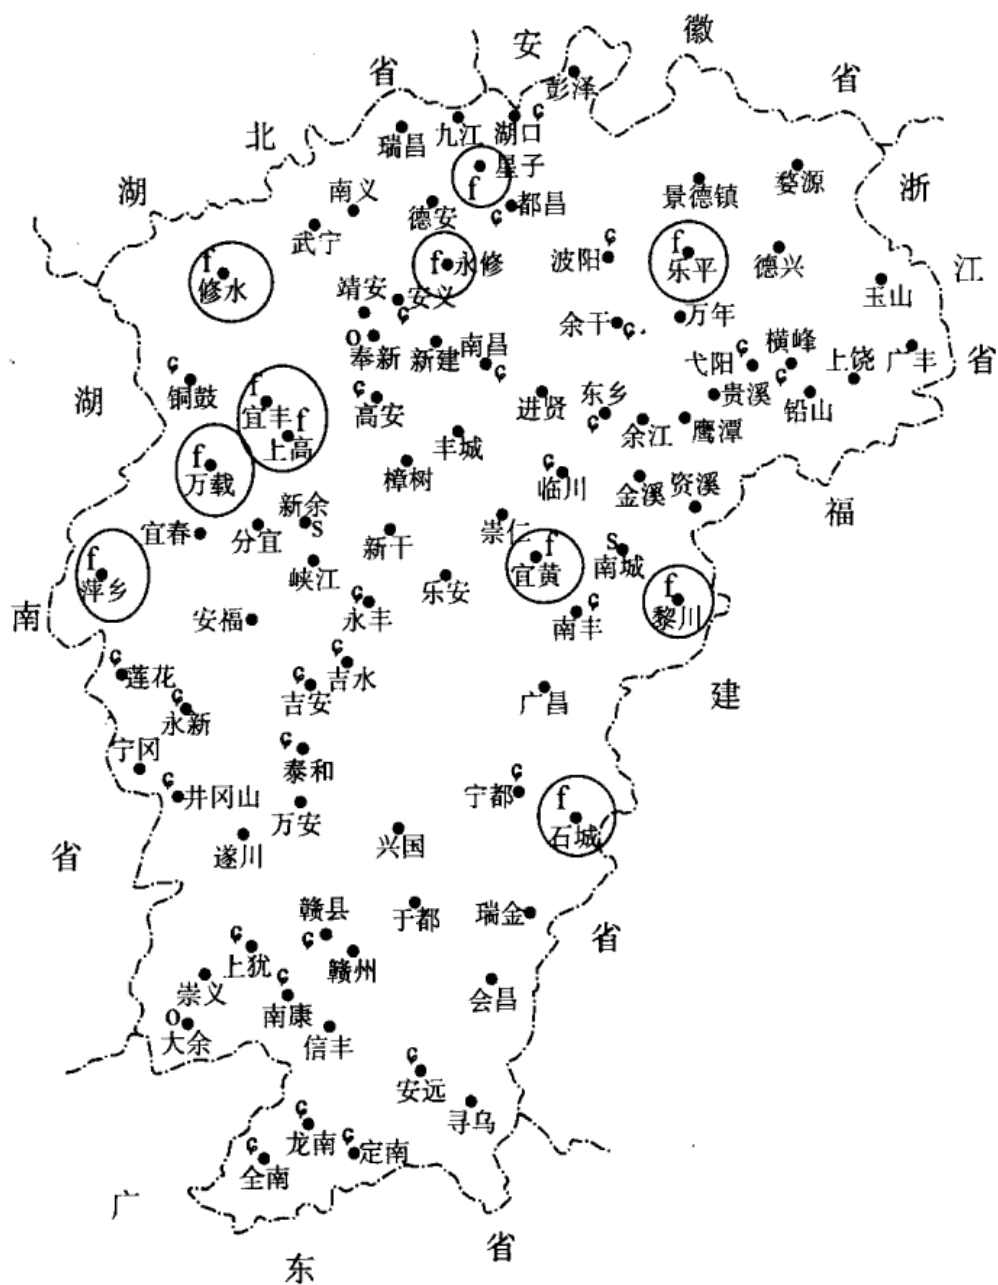 安
徽
省
省
彭泽
北
瑞昌
九江
湖口 ç
星子
f
湖
南义
德安
都昌
ç
景德镇
婺源
浙
武宁
f
修水
f 永修
ç
波阳
f
乐平
德兴
江
玉山
靖安
安义
ç
余干 ç
万年
o
奉新
新建
南昌
ç
ç
弋阳
横峰
ç
上饶
广丰
省
ç
铜鼓
湖
f
宜丰 f
上高
ç
高安
进贤
东乡
ç
贵溪
铅山
余江
鹰潭
丰城
f
万载
樟树
ç
临川
金溪
资溪
福
宜春
分宜
新余
s
新干
崇仁
f
宜黄
s
南城
f
萍乡
峡江
乐安
f
黎川
南
安福
ç
永丰
ç
南丰
ç
莲花
ç
吉水
ç
吉安
ç
永新
广昌
建
宁冈
ç
泰和
ç
井冈山
万安
ç
宁都
f
石城
遂川
兴国
省
赣县
ç
于都
瑞金
省
ç
上犹
赣州
崇义
ç
南康
会昌
o
大余
信丰
ç
安远
寻乌
ç
龙南
ç
定南
ç
全南
广
东
省